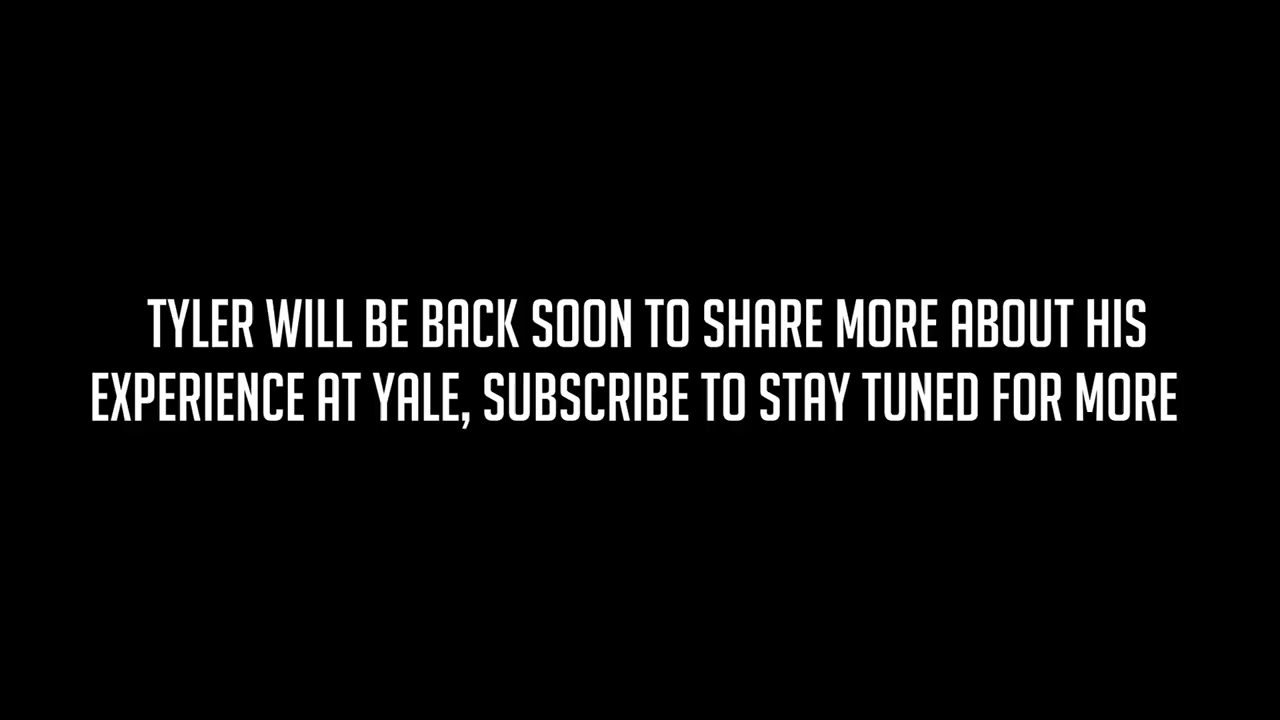 TYLER WILL BE BACK SOON TO SHARE MORE ABOUT HIS
EXPERIENCE AT YALE, SUBSCRIBE TO STAY TUNED FOR MORE